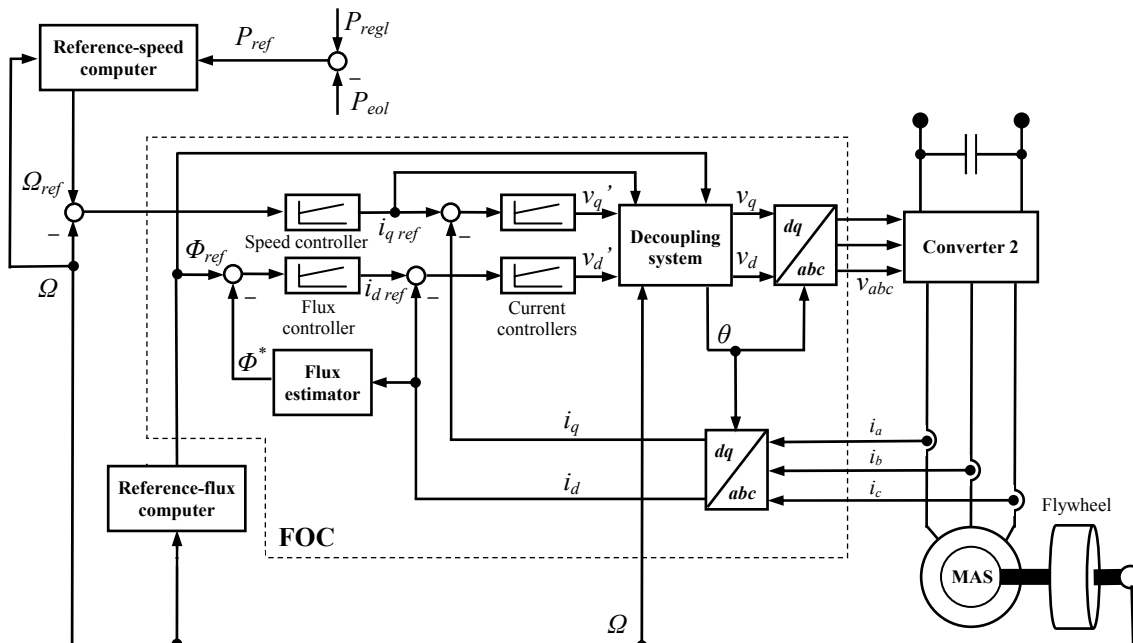 P_regl
Reference-speed
computer
P_ref
–
–
P_eol
Ω_ref
–
Ω
Φ_ref
–
Speed controller
i_q ref
–
v_q’
v_q
dq
abc
Decoupling
system
Converter 2
Flux
controller
i_d ref
–
v_d’
v_d
v_abc
Current
controllers
θ
Φ*
Flux
estimator
i_q
i_d
dq
abc
i_a
i_b
i_c
Reference-flux
computer
FOC
Flywheel
MAS
Ω